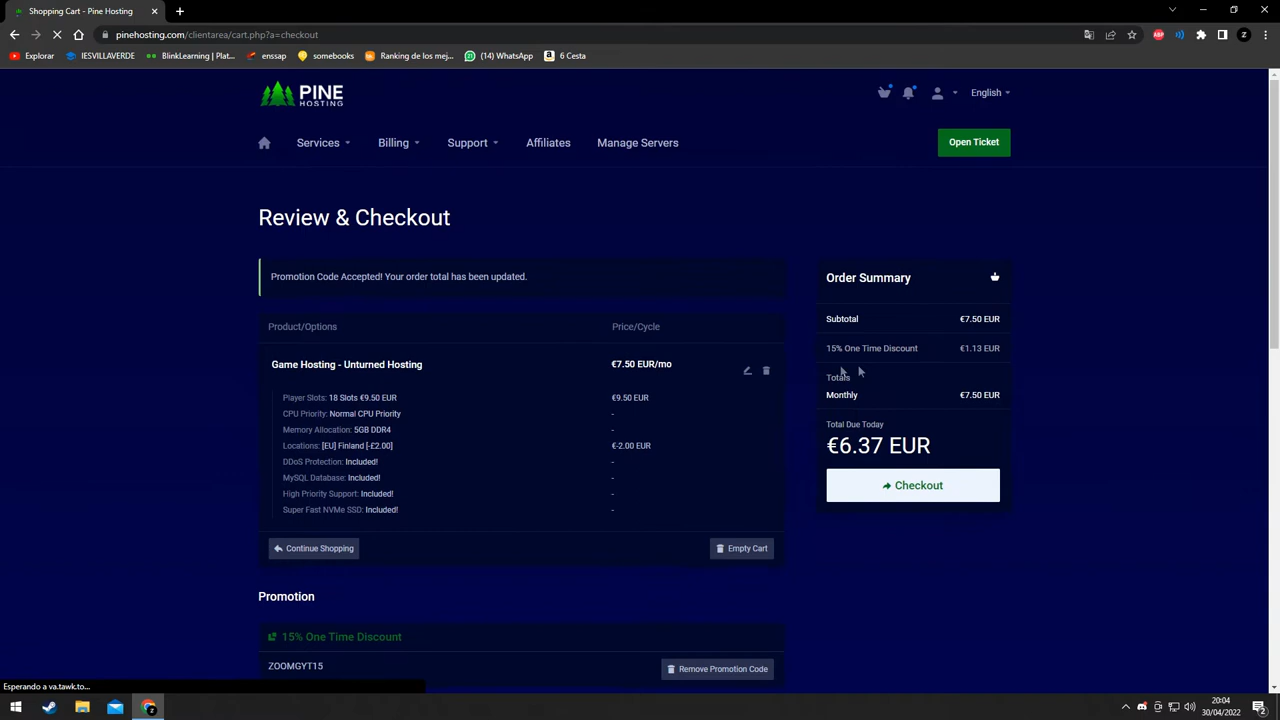 Shopping Cart - Pine Hosting
pinehosting.com/clientarea/cart.php?a=checkout
Explorar
IESVILLAVERDE
BlinkLearning | Plat...
enssap
somebooks
Ranking de los mej...
(14) WhatsApp
6 Cesta
ABP
Z
PINE
HOSTING
English
Services
Billing
Support
Affiliates
Manage Servers
Open Ticket
Review & Checkout
Promotion Code Accepted! Your order total has been updated.
Product/Options Price/Cycle
Game Hosting - Unturned Hosting €7.50 EUR/mo
Player Slots: 18 Slots €9.50 EUR €9.50 EUR
CPU Priority: Normal CPU Priority -
Memory Allocation: 5GB DDR4 -
Locations: [EU] Finland [-£2.00] €-2.00 EUR
DDoS Protection: Included! -
MySQL Database: Included! -
High Priority Support: Included! -
Super Fast NVMe SSD: Included! -
Continue Shopping
Empty Cart
Promotion
15% One Time Discount
ZOOMGYT15
Remove Promotion Code
Order Summary
Subtotal €7.50 EUR
15% One Time Discount €1.13 EUR
Totals
Monthly €7.50 EUR
Total Due Today
€6.37 EUR
Checkout
Esperando a va.tawk.to...
20:04
30/04/2022
2